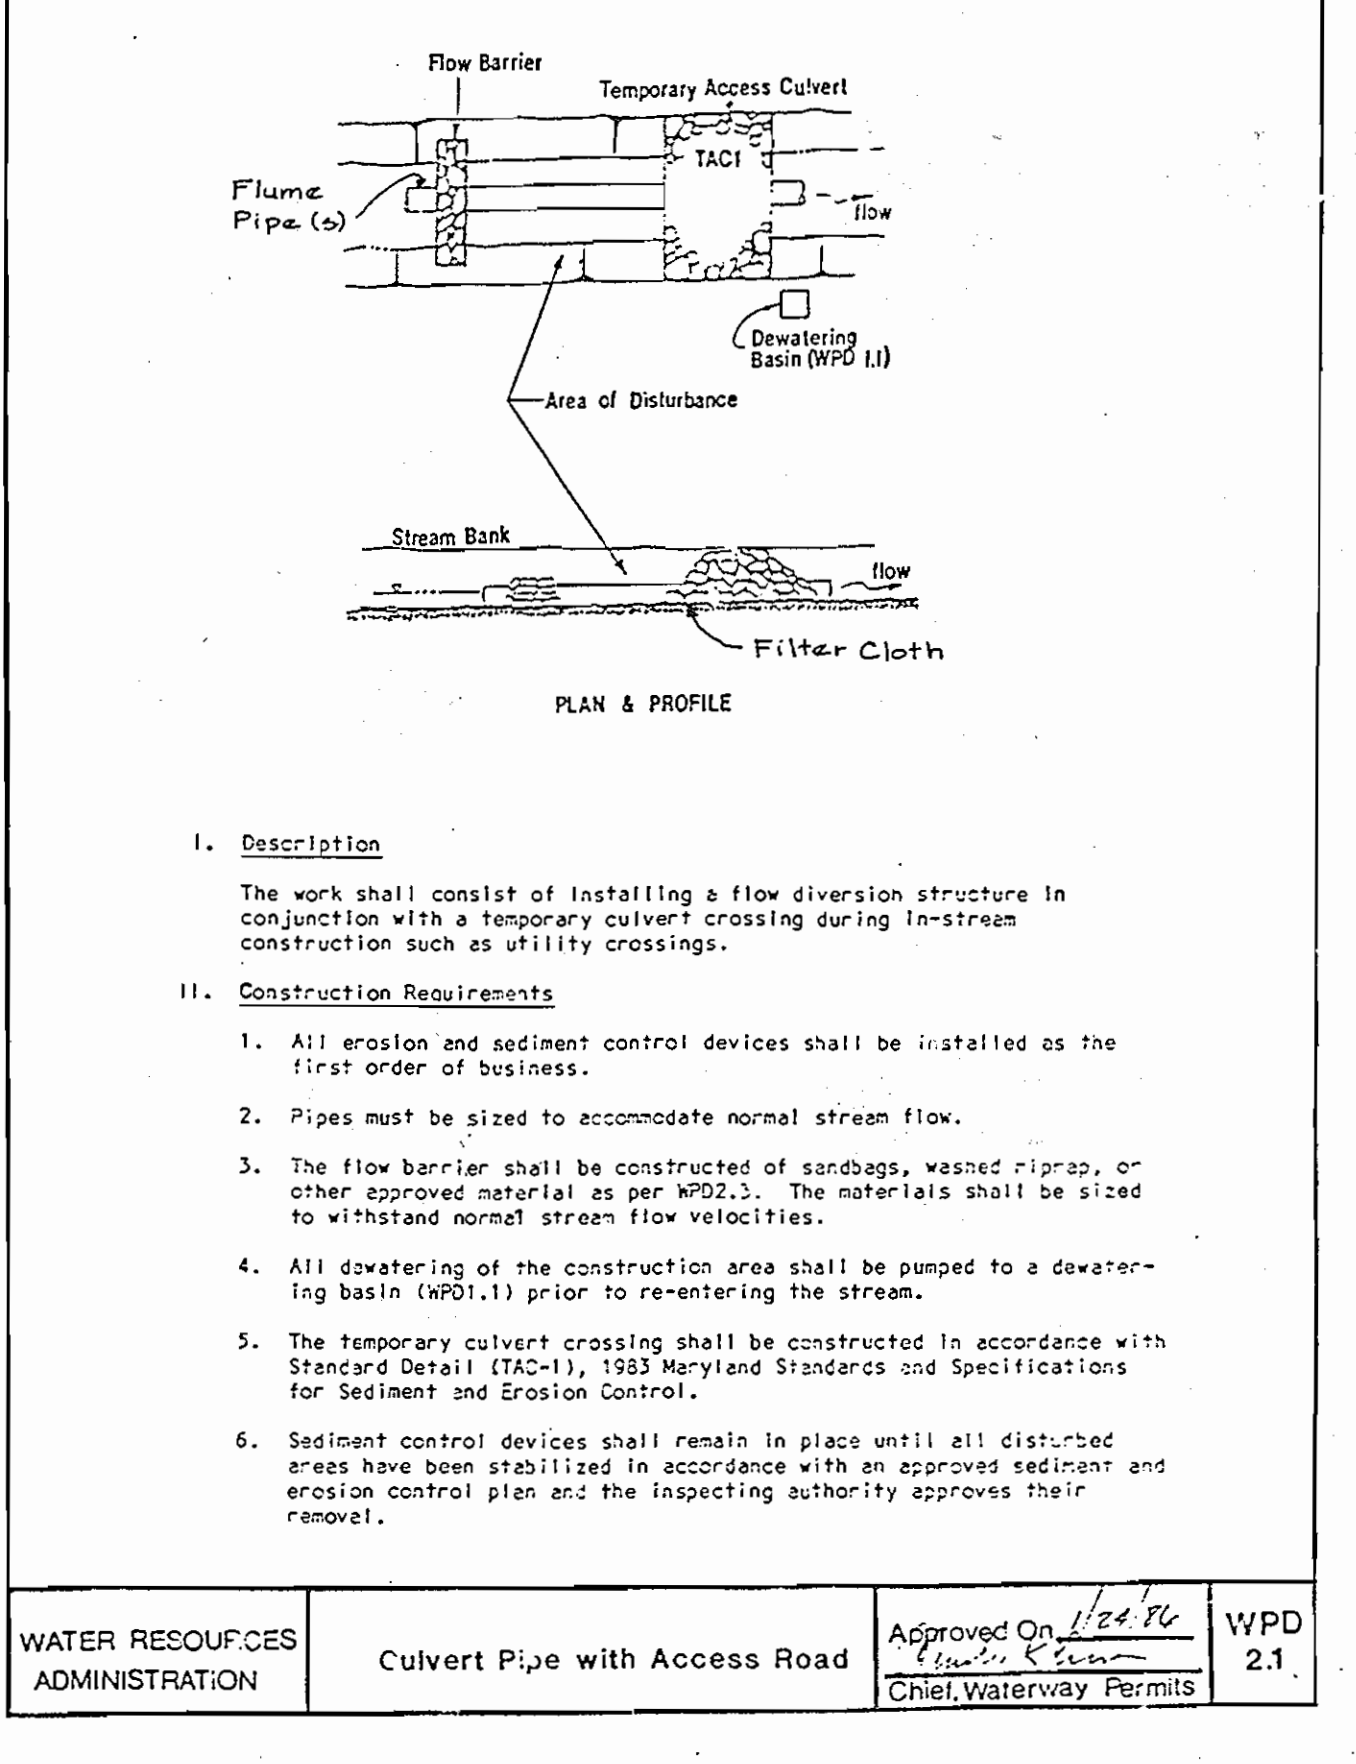 Flow Barrier
Temporary Access Culvert
TAC1
Flume
Pipe (s)
flow
Dewatering
Basin (WPD 1.1)
Area of Disturbance
Stream Bank
flow
Filter Cloth
PLAN & PROFILE
I. Description
The work shall consist of installing a flow diversion structure in
conjunction with a temporary culvert crossing during in-stream
construction such as utility crossings.
II. Construction Requirements
1. All erosion and sediment control devices shall be installed as the
first order of business.
2. Pipes must be sized to accommodate normal stream flow.
3. The flow barrier shall be constructed of sandbags, washed riprap, or
other approved material as per WPD2.3. The materials shall be sized
to withstand normal stream flow velocities.
4. All dewatering of the construction area shall be pumped to a dewater-
ing basin (WPD1.1) prior to re-entering the stream.
5. The temporary culvert crossing shall be constructed in accordance with
Standard Detail (TAC-1), 1983 Maryland Standards and Specifications
for Sediment and Erosion Control.
6. Sediment control devices shall remain in place until all disturbed
areas have been stabilized in accordance with an approved sediment and
erosion control plan and the inspecting authority approves their
removal.
WATER RESOURCES
ADMINISTRATION
Culvert Pipe with Access Road
Approved On 1/24/86
Chief, Waterway Permits
WPD
2.1